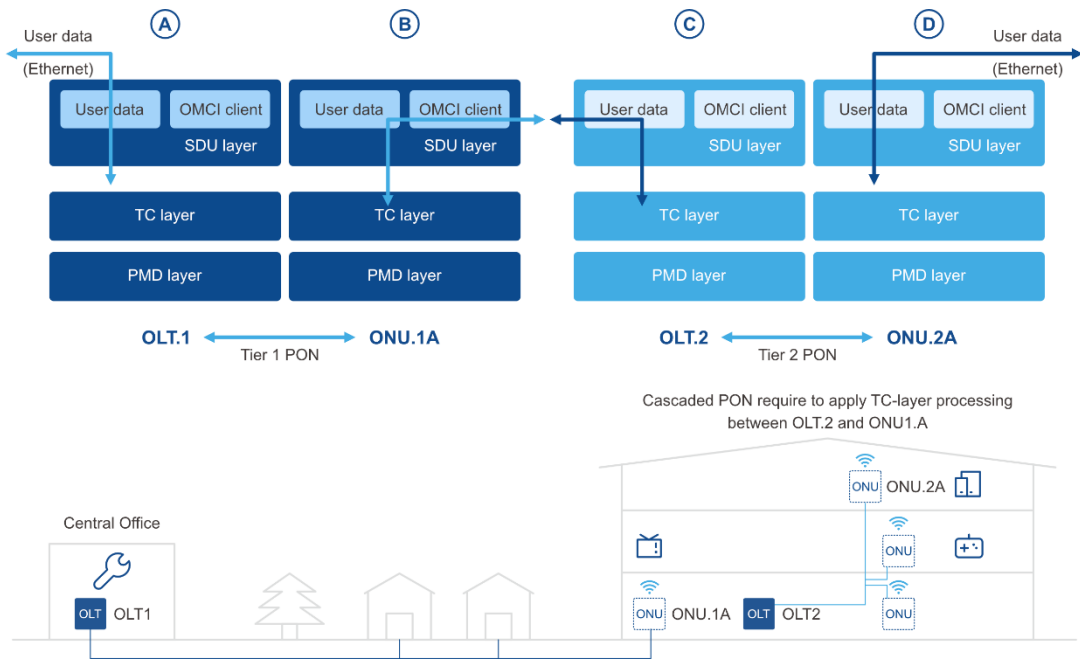 A
B
C
D
User data
(Ethernet)
User data
(Ethernet)
User data
OMCI client
SDU layer
User data
OMCI client
SDU layer
User data
OMCI client
SDU layer
User data
OMCI client
SDU layer
TC layer
TC layer
TC layer
TC layer
PMD layer
PMD layer
PMD layer
PMD layer
OLT.1
Tier 1 PON
ONU.1A
OLT.2
Tier 2 PON
ONU.2A
Cascaded PON require to apply TC-layer processing
between OLT.2 and ONU1.A
ONU
ONU.2A
Central Office
ONU
OLT
OLT1
ONU
ONU.1A
OLT
OLT2
ONU